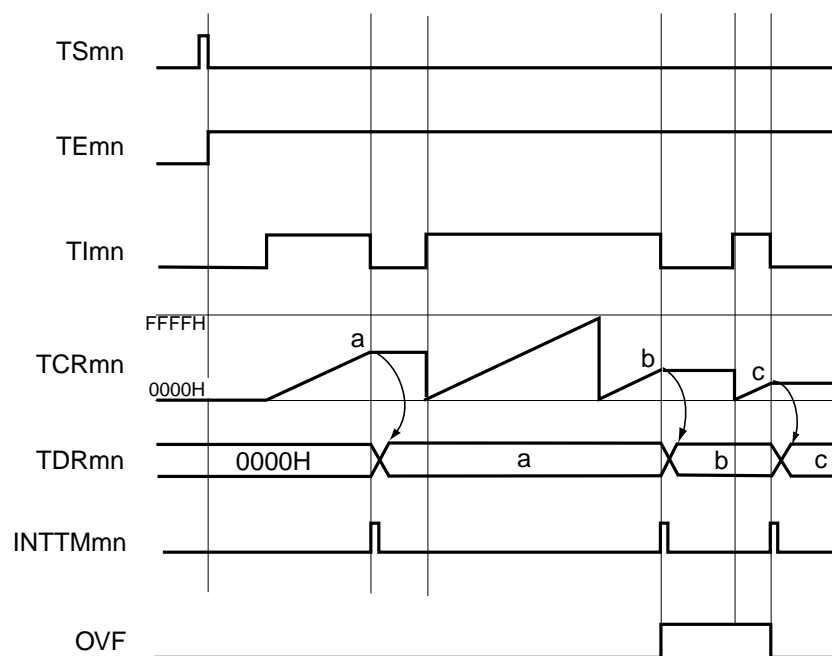 TSmn
TEmn
TImn
FFFFH
TCRmn
0000H
a
b
c
TDRmn
0000H
a
b
c
INTTMmn
OVF